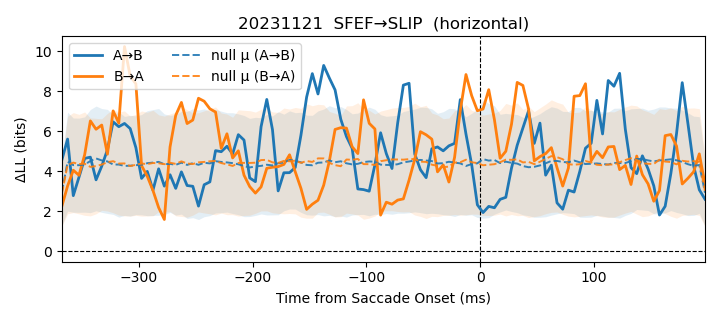 20231121  SFEF→SLIP  (horizontal)
A→B
B→A
null μ (A→B)
null μ (B→A)
ΔLL (bits)
10
8
6
4
2
0
−300
−200
−100
0
100
Time from Saccade Onset (ms)